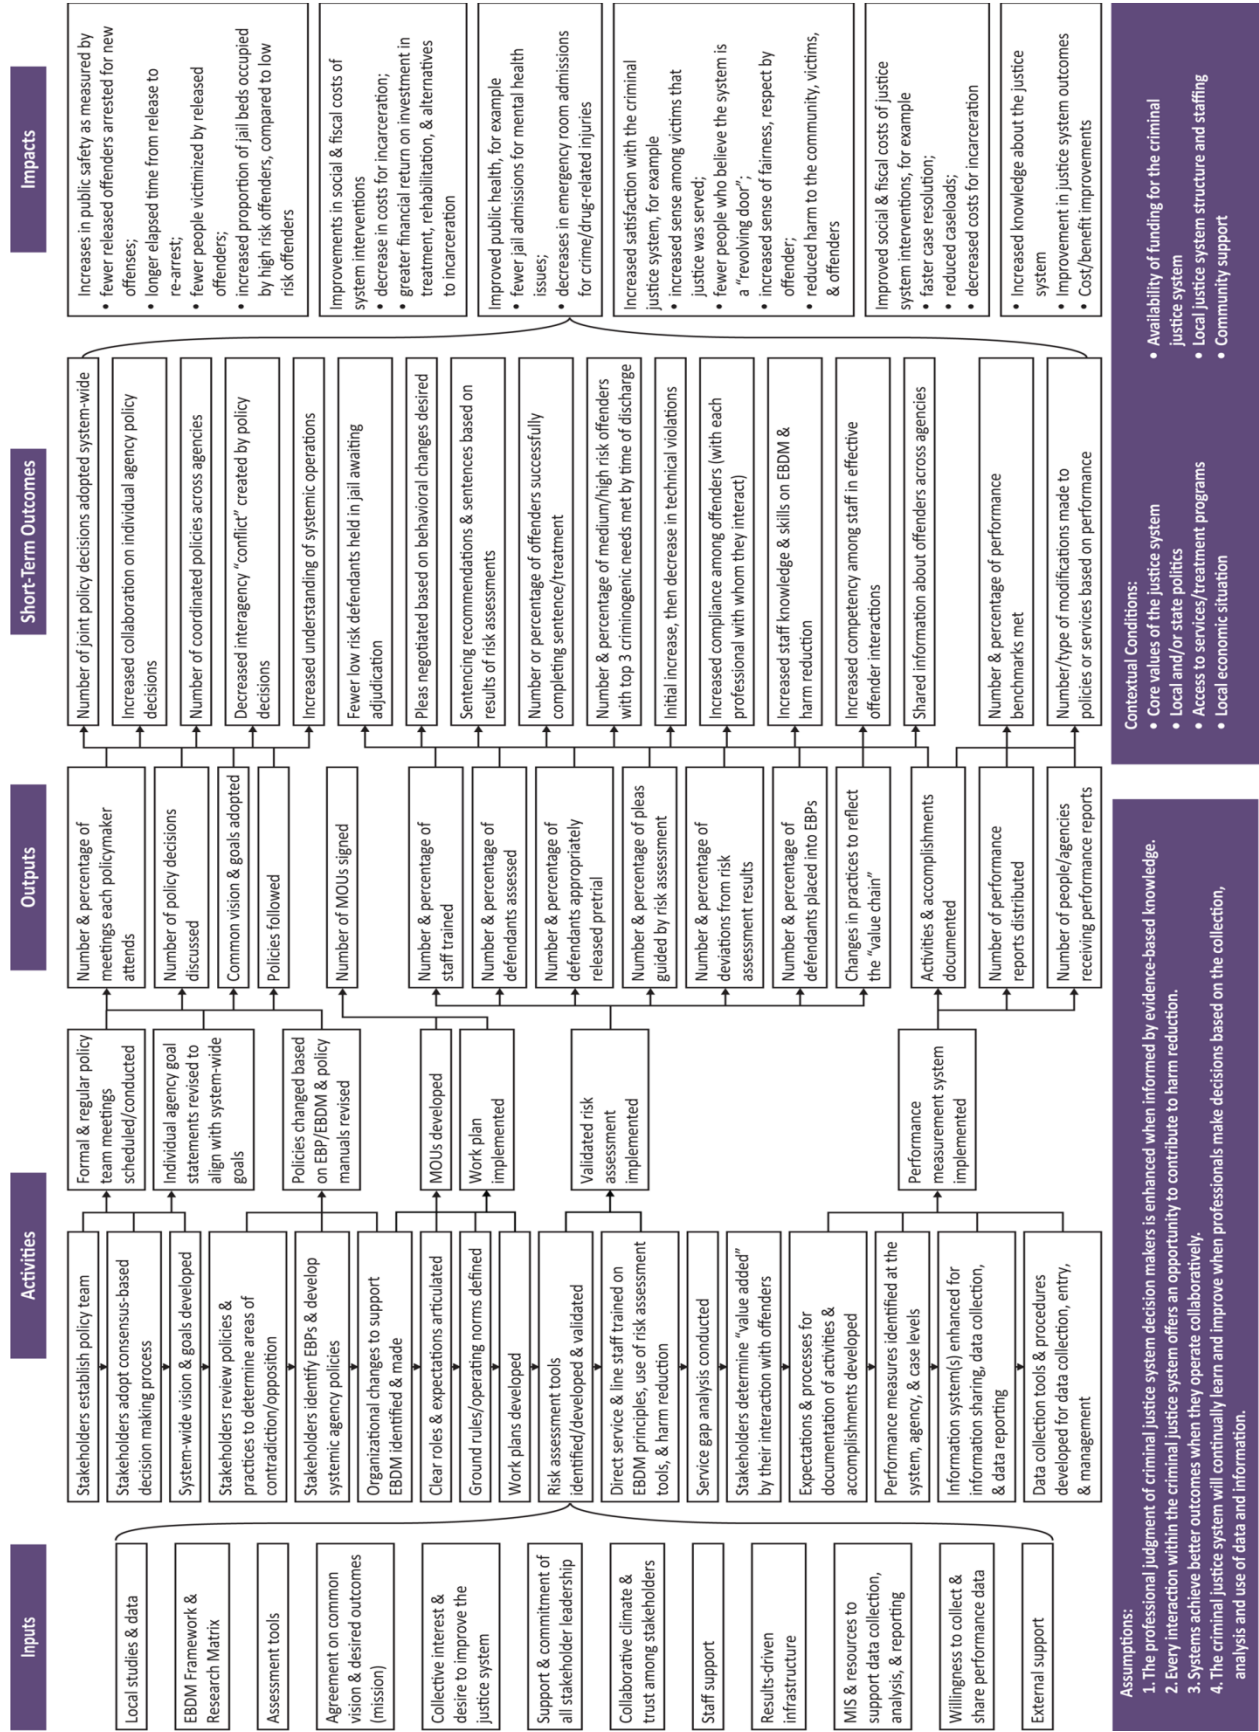 Inputs
Local studies & data
EBDM Framework &
Research Matrix
Assessment tools
Agreement on common
vision & desired outcomes
(mission)
Collective interest &
desire to improve the
justice system
Support & commitment of
all stakeholder leadership
Collaborative climate &
trust among stakeholders
Staff support
Results-driven
infrastructure
MIS & resources to
support data collection,
analysis, & reporting
Willingness to collect &
share performance data
External support
Activities
Stakeholders establish policy team
Stakeholders adopt consensus-based
decision making process
System-wide vision & goals developed
Stakeholders review policies &
practices to determine areas of
contradiction/opposition
Stakeholders identify EBPs & develop
systemic agency policies
Organizational changes to support
EBDM identified & made
Clear roles & expectations articulated
Ground rules/operating norms defined
Work plans developed
Risk assessment tools
identified/developed & validated
Direct service & line staff trained on
EBDM principles, use of risk assessment
tools, & harm reduction
Service gap analysis conducted
Stakeholders determine “value added”
by their interaction with offenders
Expectations & processes for
documentation of activities &
accomplishments developed
Performance measures identified at the
system, agency, & case levels
Information system(s) enhanced for
information sharing, data collection,
& data reporting
Data collection tools & procedures
developed for data collection, entry,
& management
Formal & regular policy
team meetings
scheduled/conducted
Individual agency goal
statements revised to
align with system-wide
goals
Policies changed based
on EBP/EBDM & policy
manuals revised
MOUs developed
Work plan
implemented
Validated risk
assessment
implemented
Performance
measurement system
implemented
Outputs
Number & percentage of
meetings each policymaker
attends
Number of policy decisions
discussed
Common vision & goals adopted
Policies followed
Number of MOUs signed
Number & percentage of
staff trained
Number & percentage of
defendants assessed
Number & percentage of
defendants appropriately
released pretrial
Number & percentage of pleas
guided by risk assessment
Number & percentage of
deviations from risk
assessment results
Number & percentage of
defendants placed into EBPs
Changes in practices to reflect
the “value chain”
Activities & accomplishments
documented
Number of performance
reports distributed
Number of people/agencies
receiving performance reports
Short-Term Outcomes
Number of joint policy decisions adopted system-wide
Increased collaboration on individual agency policy
decisions
Number of coordinated policies across agencies
Decreased interagency “conflict” created by policy
decisions
Increased understanding of systemic operations
Fewer low risk defendants held in jail awaiting
adjudication
Pleas negotiated based on behavioral changes desired
Sentencing recommendations & sentences based on
results of risk assessments
Number or percentage of offenders successfully
completing sentence/treatment
Number & percentage of medium/high risk offenders
with top 3 criminogenic needs met by time of discharge
Initial increase, then decrease in technical violations
Increased compliance among offenders (with each
professional with whom they interact)
Increased staff knowledge & skills on EBDM &
harm reduction
Increased competency among staff in effective
offender interactions
Shared information about offenders across agencies
Number & percentage of performance
benchmarks met
Number/type of modifications made to
policies or services based on performance
Impacts
Increases in public safety as measured by
• fewer released offenders arrested for new
offenses;
• longer elapsed time from release to
re-arrest;
• fewer people victimized by released
offenders;
• increased proportion of jail beds occupied
by high risk offenders, compared to low
risk offenders
Improvements in social & fiscal costs of
system interventions
• decrease in costs for incarceration;
• greater financial return on investment in
treatment, rehabilitation, & alternatives
to incarceration
Improved public health, for example
• fewer jail admissions for mental health
issues;
• decreases in emergency room admissions
for crime/drug-related injuries
Increased satisfaction with the criminal
justice system, for example
• increased sense among victims that
justice was served;
• fewer people who believe the system is
a “revolving door”;
• increased sense of fairness, respect by
offender;
• reduced harm to the community, victims,
& offenders
Improved social & fiscal costs of justice
system interventions, for example
• faster case resolution;
• reduced caseloads;
• decreased costs for incarceration
• Increased knowledge about the justice
system
• Improvement in justice system outcomes
• Cost/benefit improvements
Assumptions:
1. The professional judgment of criminal justice system decision makers is enhanced when informed by evidence-based knowledge.
2. Every interaction within the criminal justice system offers an opportunity to contribute to harm reduction.
3. Systems achieve better outcomes when they operate collaboratively.
4. The criminal justice system will continually learn and improve when professionals make decisions based on the collection,
analysis and use of data and information.
Contextual Conditions:
• Core values of the justice system
• Local and/or state politics
• Access to services/treatment programs
• Local economic situation
• Availability of funding for the criminal
justice system
• Local justice system structure and staffing
• Community support